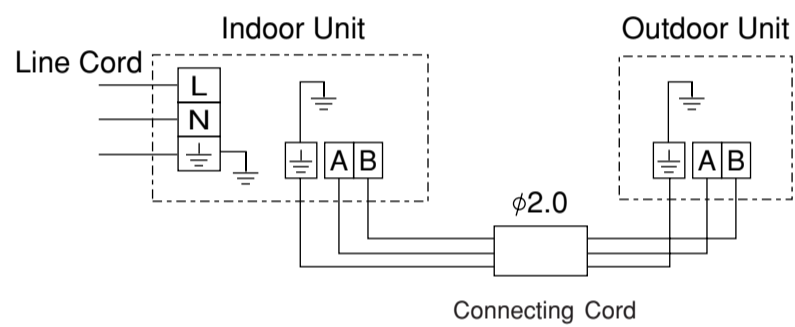 Indoor Unit
Outdoor Unit
Line Cord
L
N
A B
A B
ϕ2.0
Connecting Cord